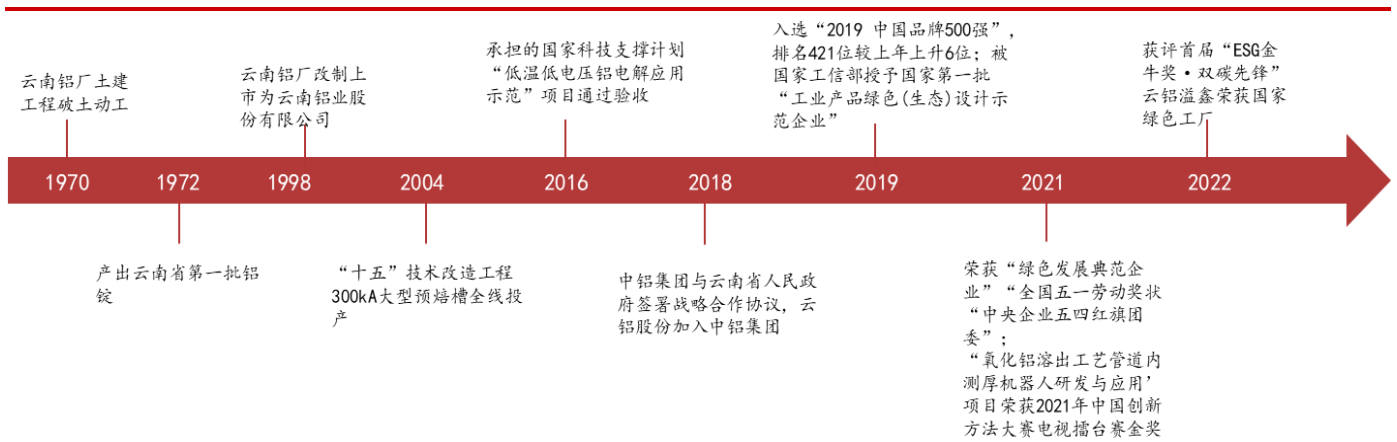 云南铝厂土建
工程破土动工
云南铝厂改制上
市为云南铝业股
份有限公司
承担的国家科技支撑计划
“低温低电压铝电解应用
示范”项目通过验收
入选“2019 中国品牌500强”，
排名421位较上年上升6位；被
国家工信部授予国家第一批
“工业产品绿色(生态)设计示
范企业”
获评首届“ESG金
牛奖·双碳先锋”
云铝溢鑫荣获国家
绿色工厂
1970 1972 1998 2004 2016 2018 2019 2021 2022
产出云南省第一批铝
锭
“十五”技术改造工程
300kA大型预焙槽全线投
产
中铝集团与云南省人民政
府签署战略合作协议，云
铝股份加入中铝集团
荣获“绿色发展典范企
业”“全国五一劳动奖状
“中央企业五四红旗团
委”；
“氧化铝溶出工艺管道内
测厚机器人研发与应用’
项目荣获2021年中国创新
方法大赛电视擂台赛金奖